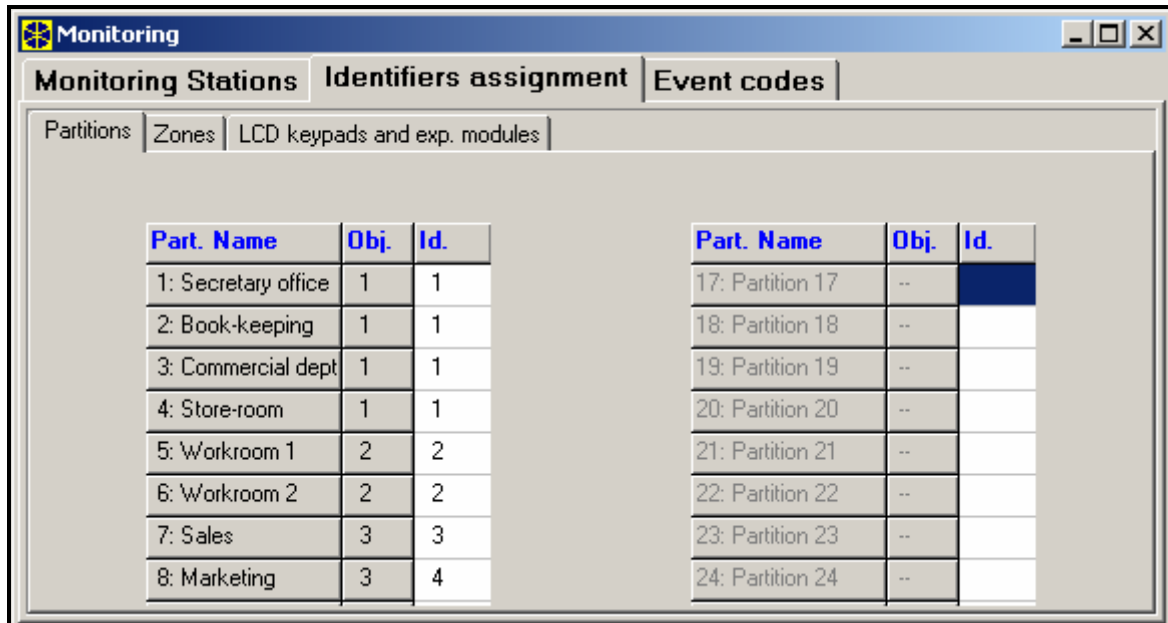 Monitoring
Monitoring Stations Identifiers assignment Event codes
Partitions Zones LCD keypads and exp. modules
Part. Name Obj. Id. Part. Name Obj. Id.
1: Secretary office 1 1 17: Partition 17 --
2: Book-keeping 1 1 18: Partition 18 --
3: Commercial dept 1 1 19: Partition 19 --
4: Store-room 1 1 20: Partition 20 --
5: Workroom 1 2 2 21: Partition 21 --
6: Workroom 2 2 2 22: Partition 22 --
7: Sales 3 3 23: Partition 23 --
8: Marketing 3 4 24: Partition 24 --